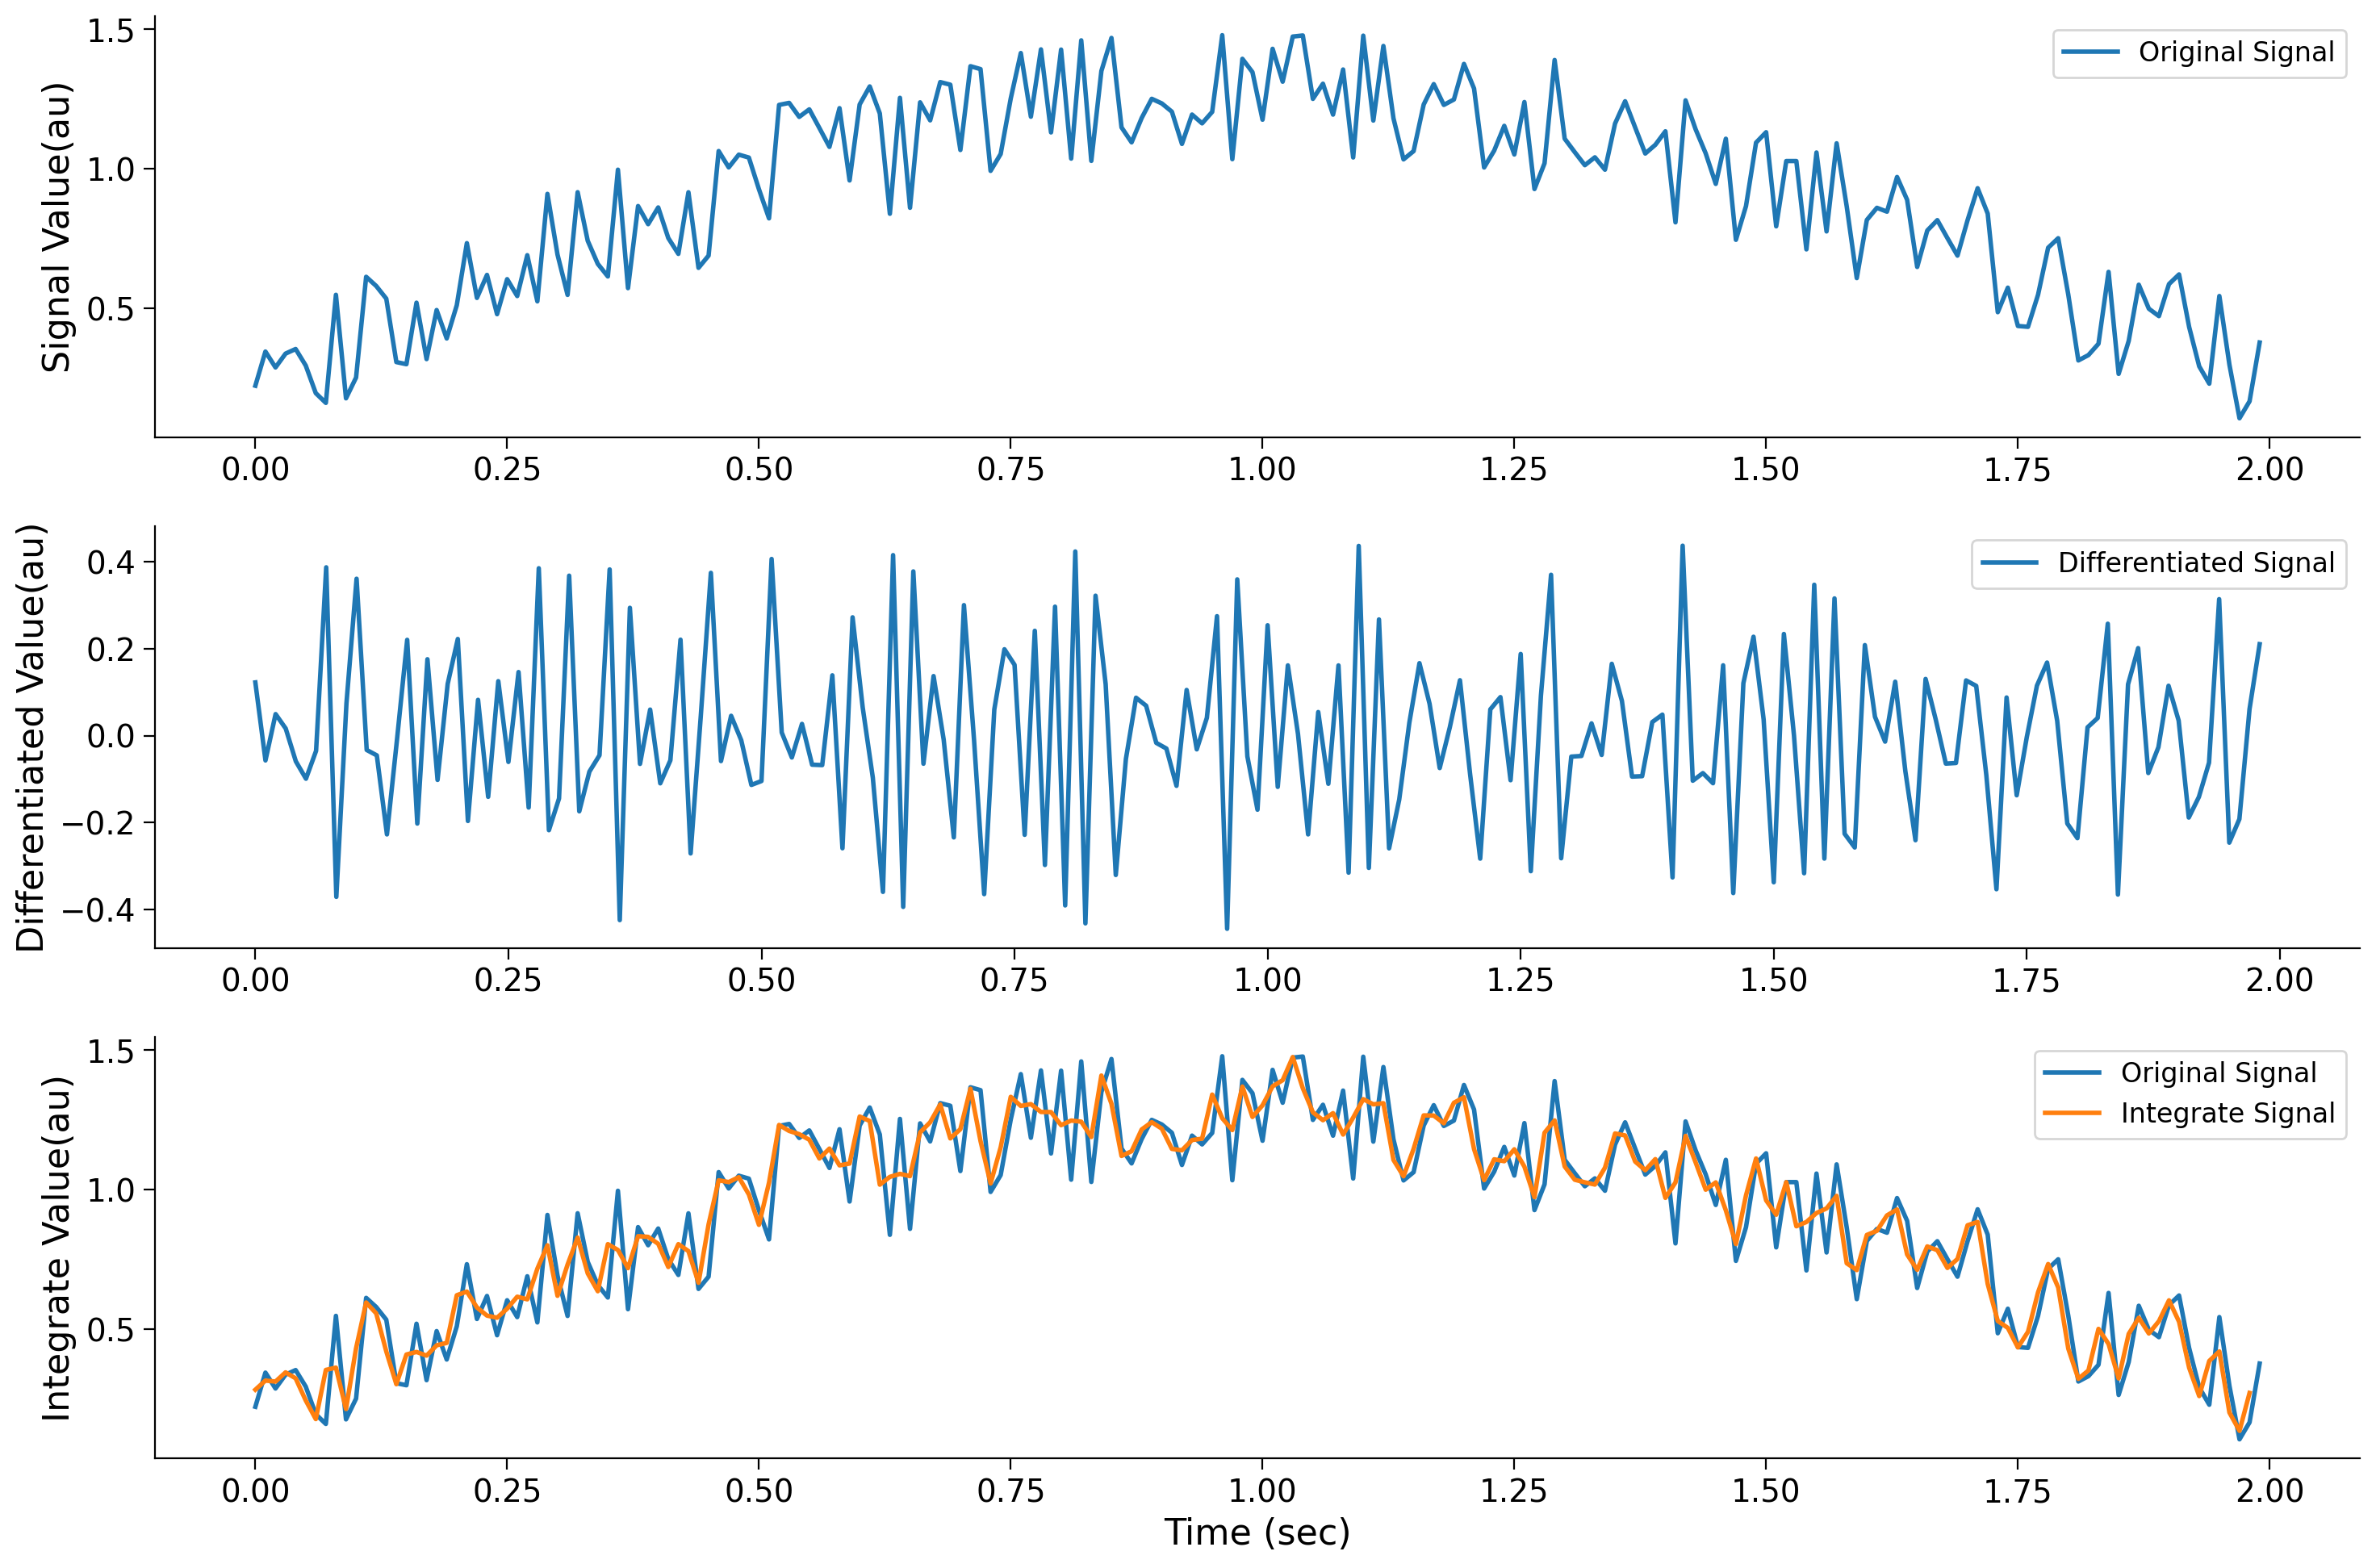 Signal Value(au)
1.5
1.0
0.5
Original Signal
0.00 0.25 0.50 0.75 1.00 1.25 1.50 1.75 2.00
Differentiated Value(au)
0.4
0.2
0.0
−0.2
−0.4
Differentiated Signal
0.00 0.25 0.50 0.75 1.00 1.25 1.50 1.75 2.00
Integrate Value(au)
1.5
1.0
0.5
Original Signal
Integrate Signal
0.00 0.25 0.50 0.75 1.00 1.25 1.50 1.75 2.00
Time (sec)